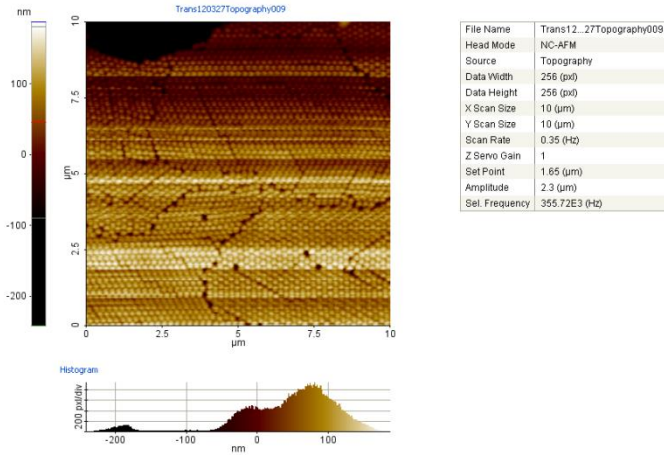 Trans120327Topography009
nm
100
0
-100
-200
10
7.5
5
µm
2.5
0
0
2.5
5
7.5
10
µm
File Name Trans12...27Topography009
Head Mode NC-AFM
Source Topography
Data Width 256 (pxl)
Data Height 256 (pxl)
X Scan Size 10 (µm)
Y Scan Size 10 (µm)
Scan Rate 0.35 (Hz)
Z Servo Gain 1
Set Point 1.65 (µm)
Amplitude 2.3 (µm)
Sel. Frequency 355.72E3 (Hz)
Histogram
200 pxl/div
-200 -100 0 100
nm